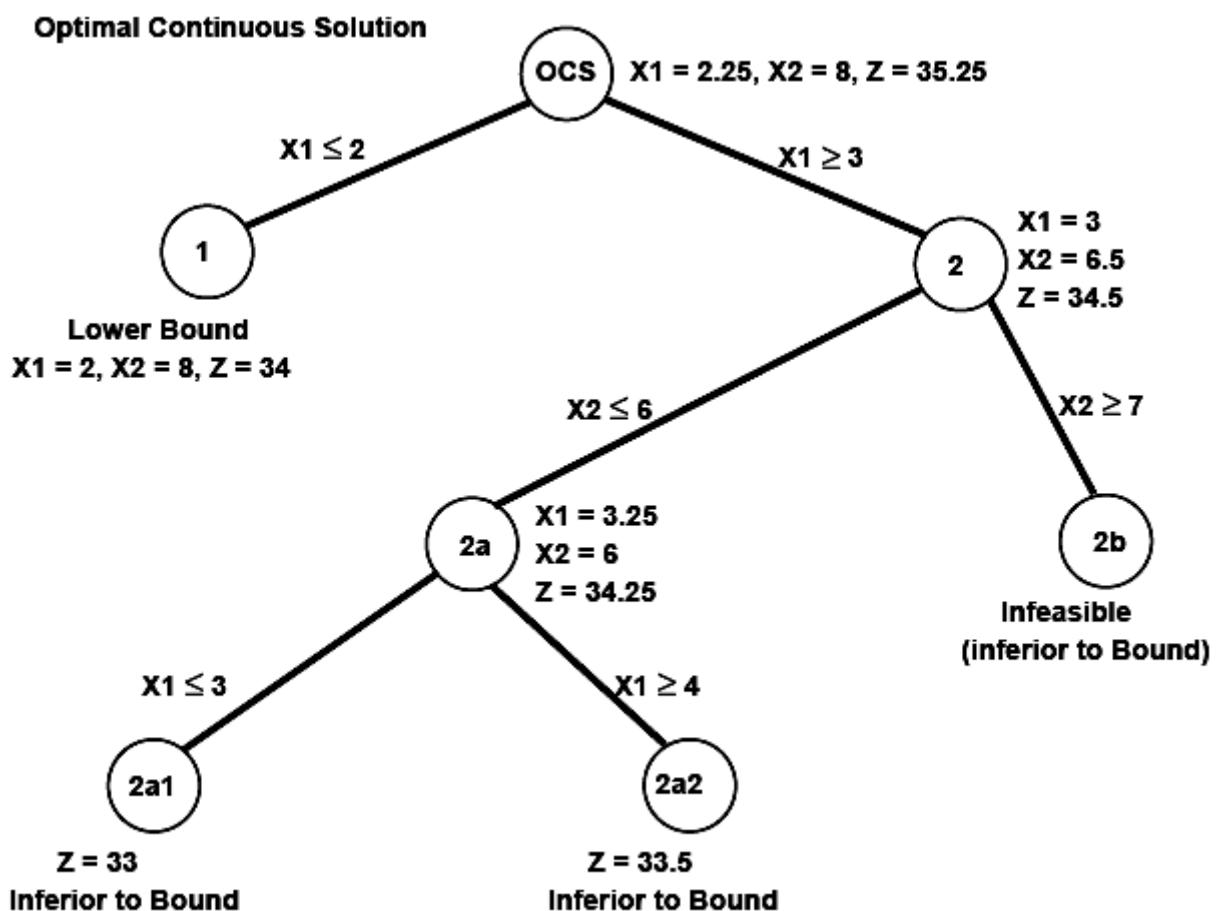 Optimal Continuous Solution
OCS
X1 = 2.25, X2 = 8, Z = 35.25
X1 ≤ 2
X1 ≥ 3
1
Lower Bound
X1 = 2, X2 = 8, Z = 34
2
X1 = 3
X2 = 6.5
Z = 34.5
X2 ≤ 6
X2 ≥ 7
2a
X1 = 3.25
X2 = 6
Z = 34.25
2b
Infeasible
(inferior to Bound)
X1 ≤ 3
X1 ≥ 4
2a1
Z = 33
Inferior to Bound
2a2
Z = 33.5
Inferior to Bound